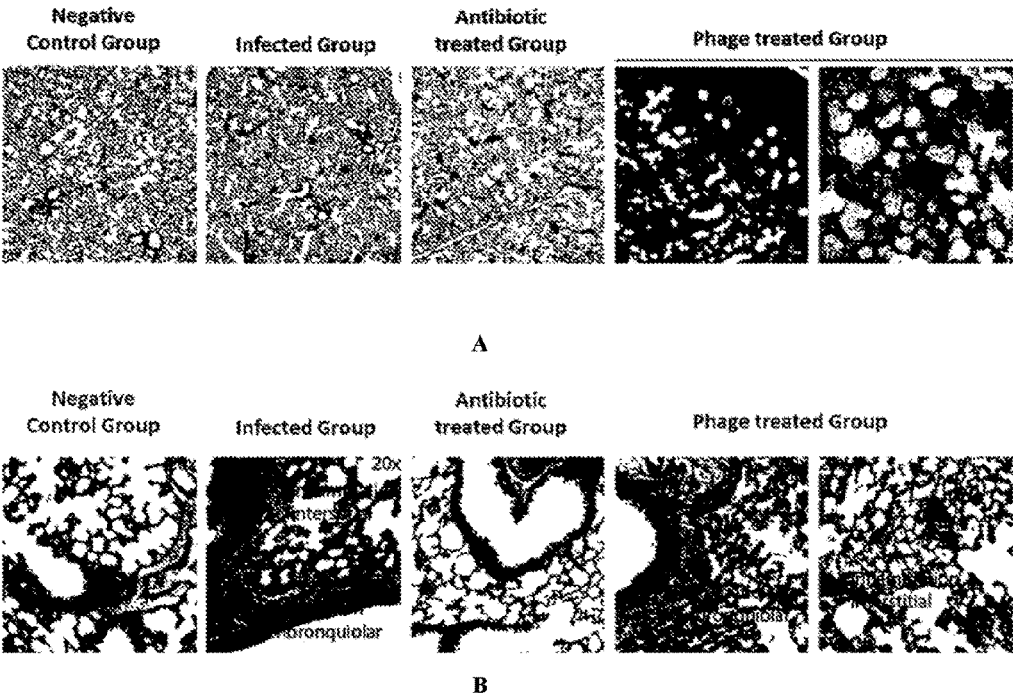 Negative
Control Group
Infected Group
Antibiotic
treated Group
Phage treated Group
A
Negative
Control Group
Infected Group
Antibiotic
treated Group
Phage treated Group
20x
bronquiolar
B